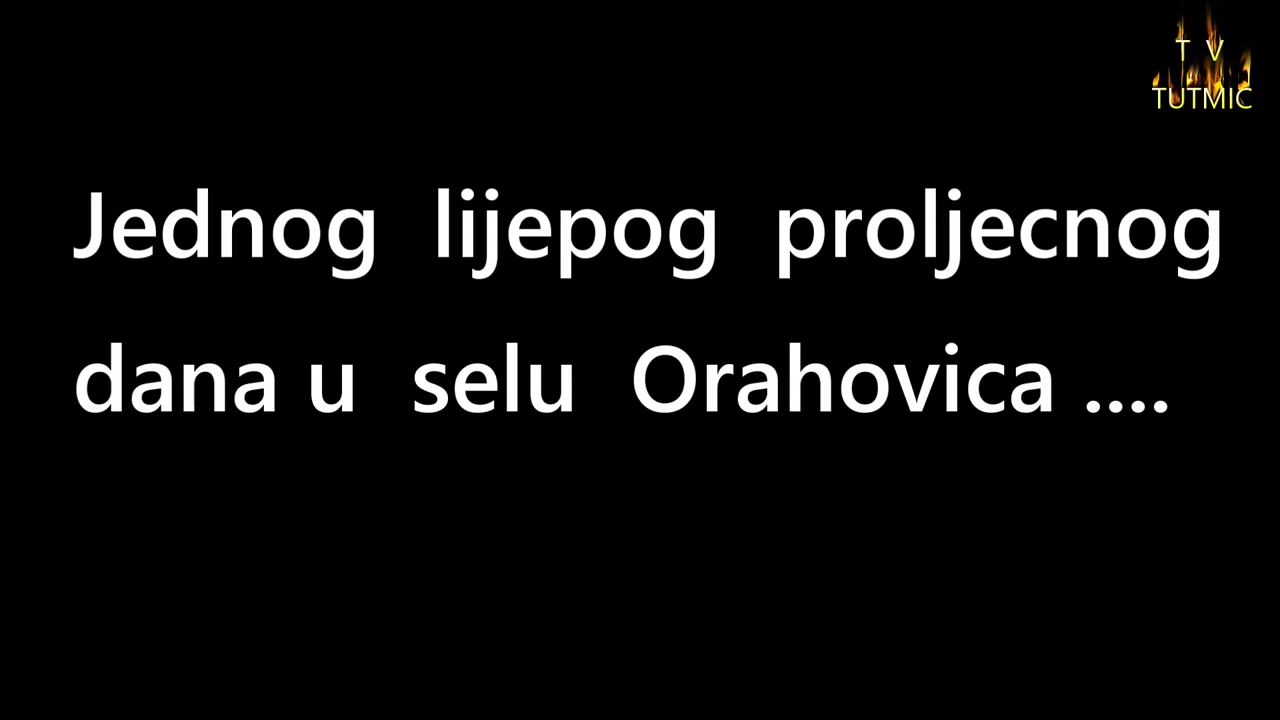 T V
TUTMIC
Jednog lijepog proljecnog
dana u selu Orahovica ....